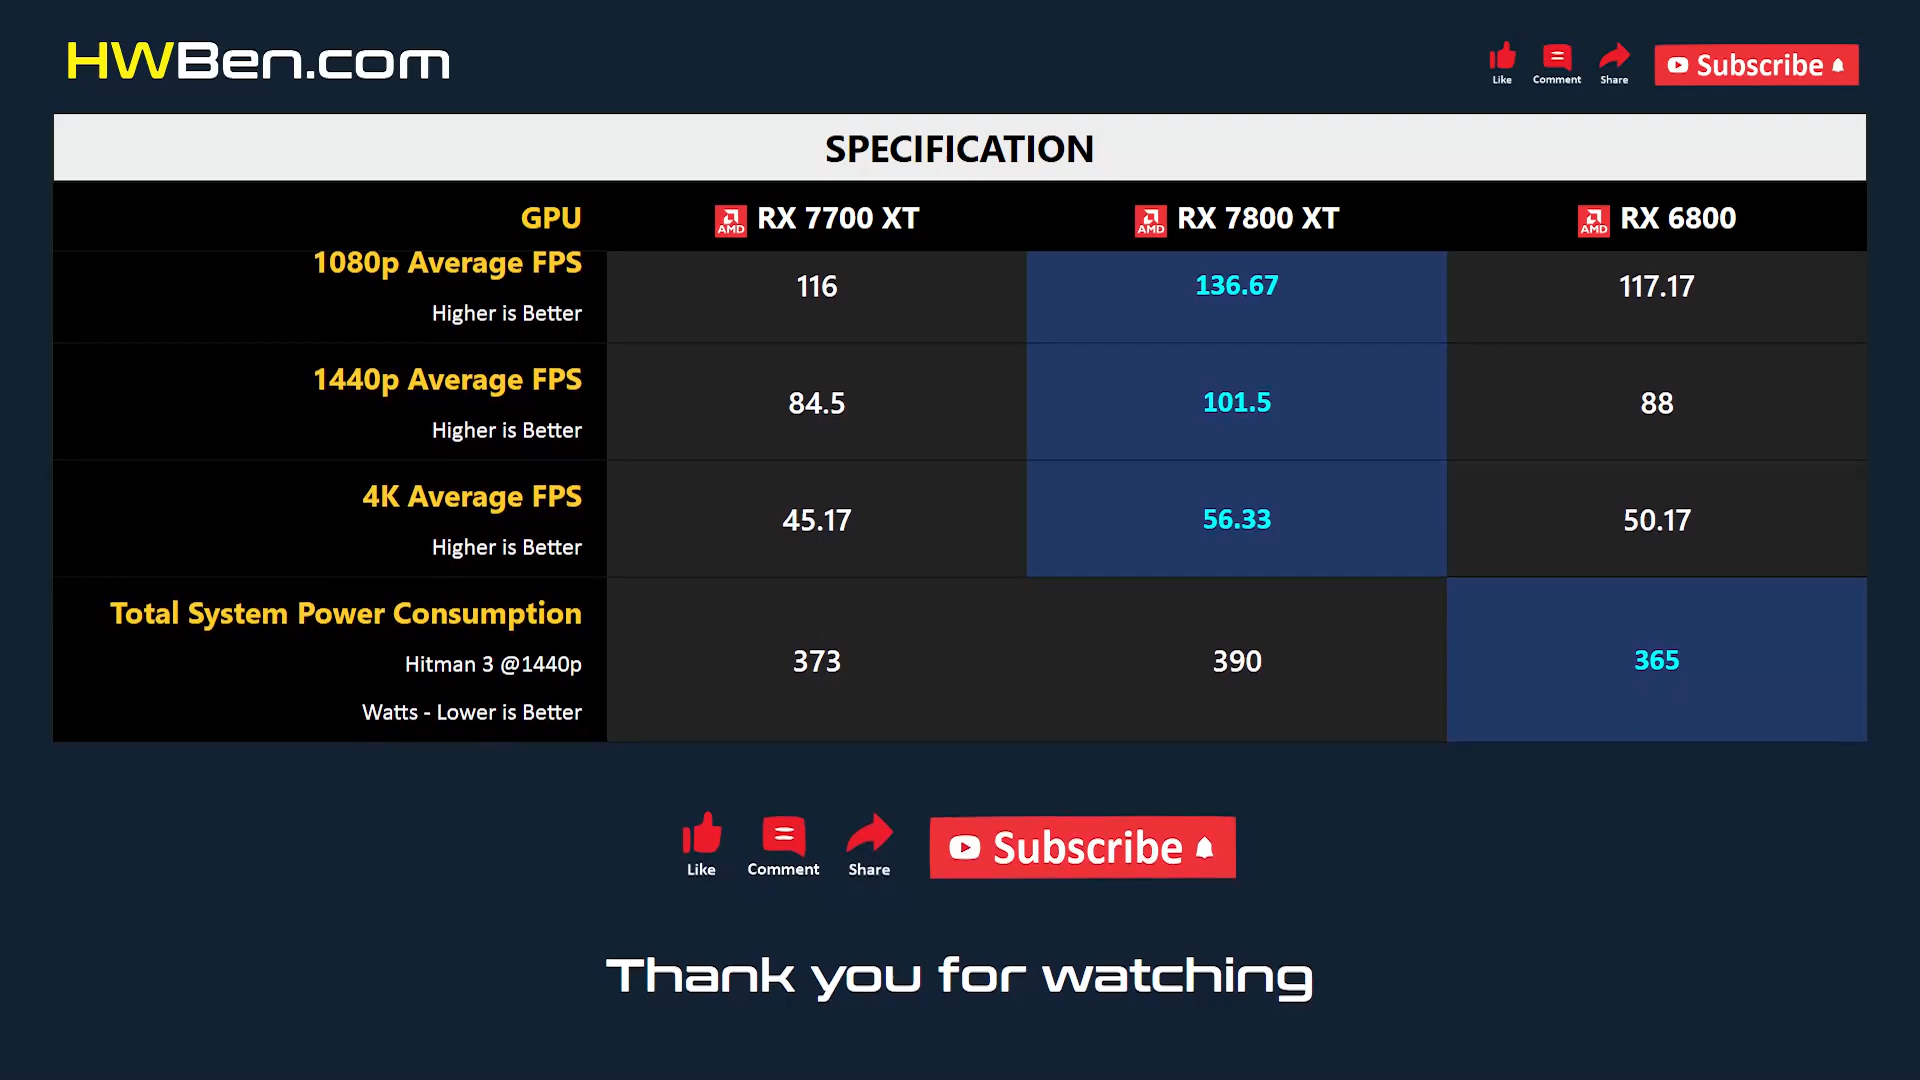 HWBen.com
Like Comment Share Subscribe
SPECIFICATION
GPU AMD RX 7700 XT AMD RX 7800 XT AMD RX 6800
1080p Average FPS
Higher is Better
116 136.67 117.17
1440p Average FPS
Higher is Better
84.5 101.5 88
4K Average FPS
Higher is Better
45.17 56.33 50.17
Total System Power Consumption
Hitman 3 @1440p
Watts - Lower is Better
373 390 365
Like Comment Share Subscribe
Thank you for watching